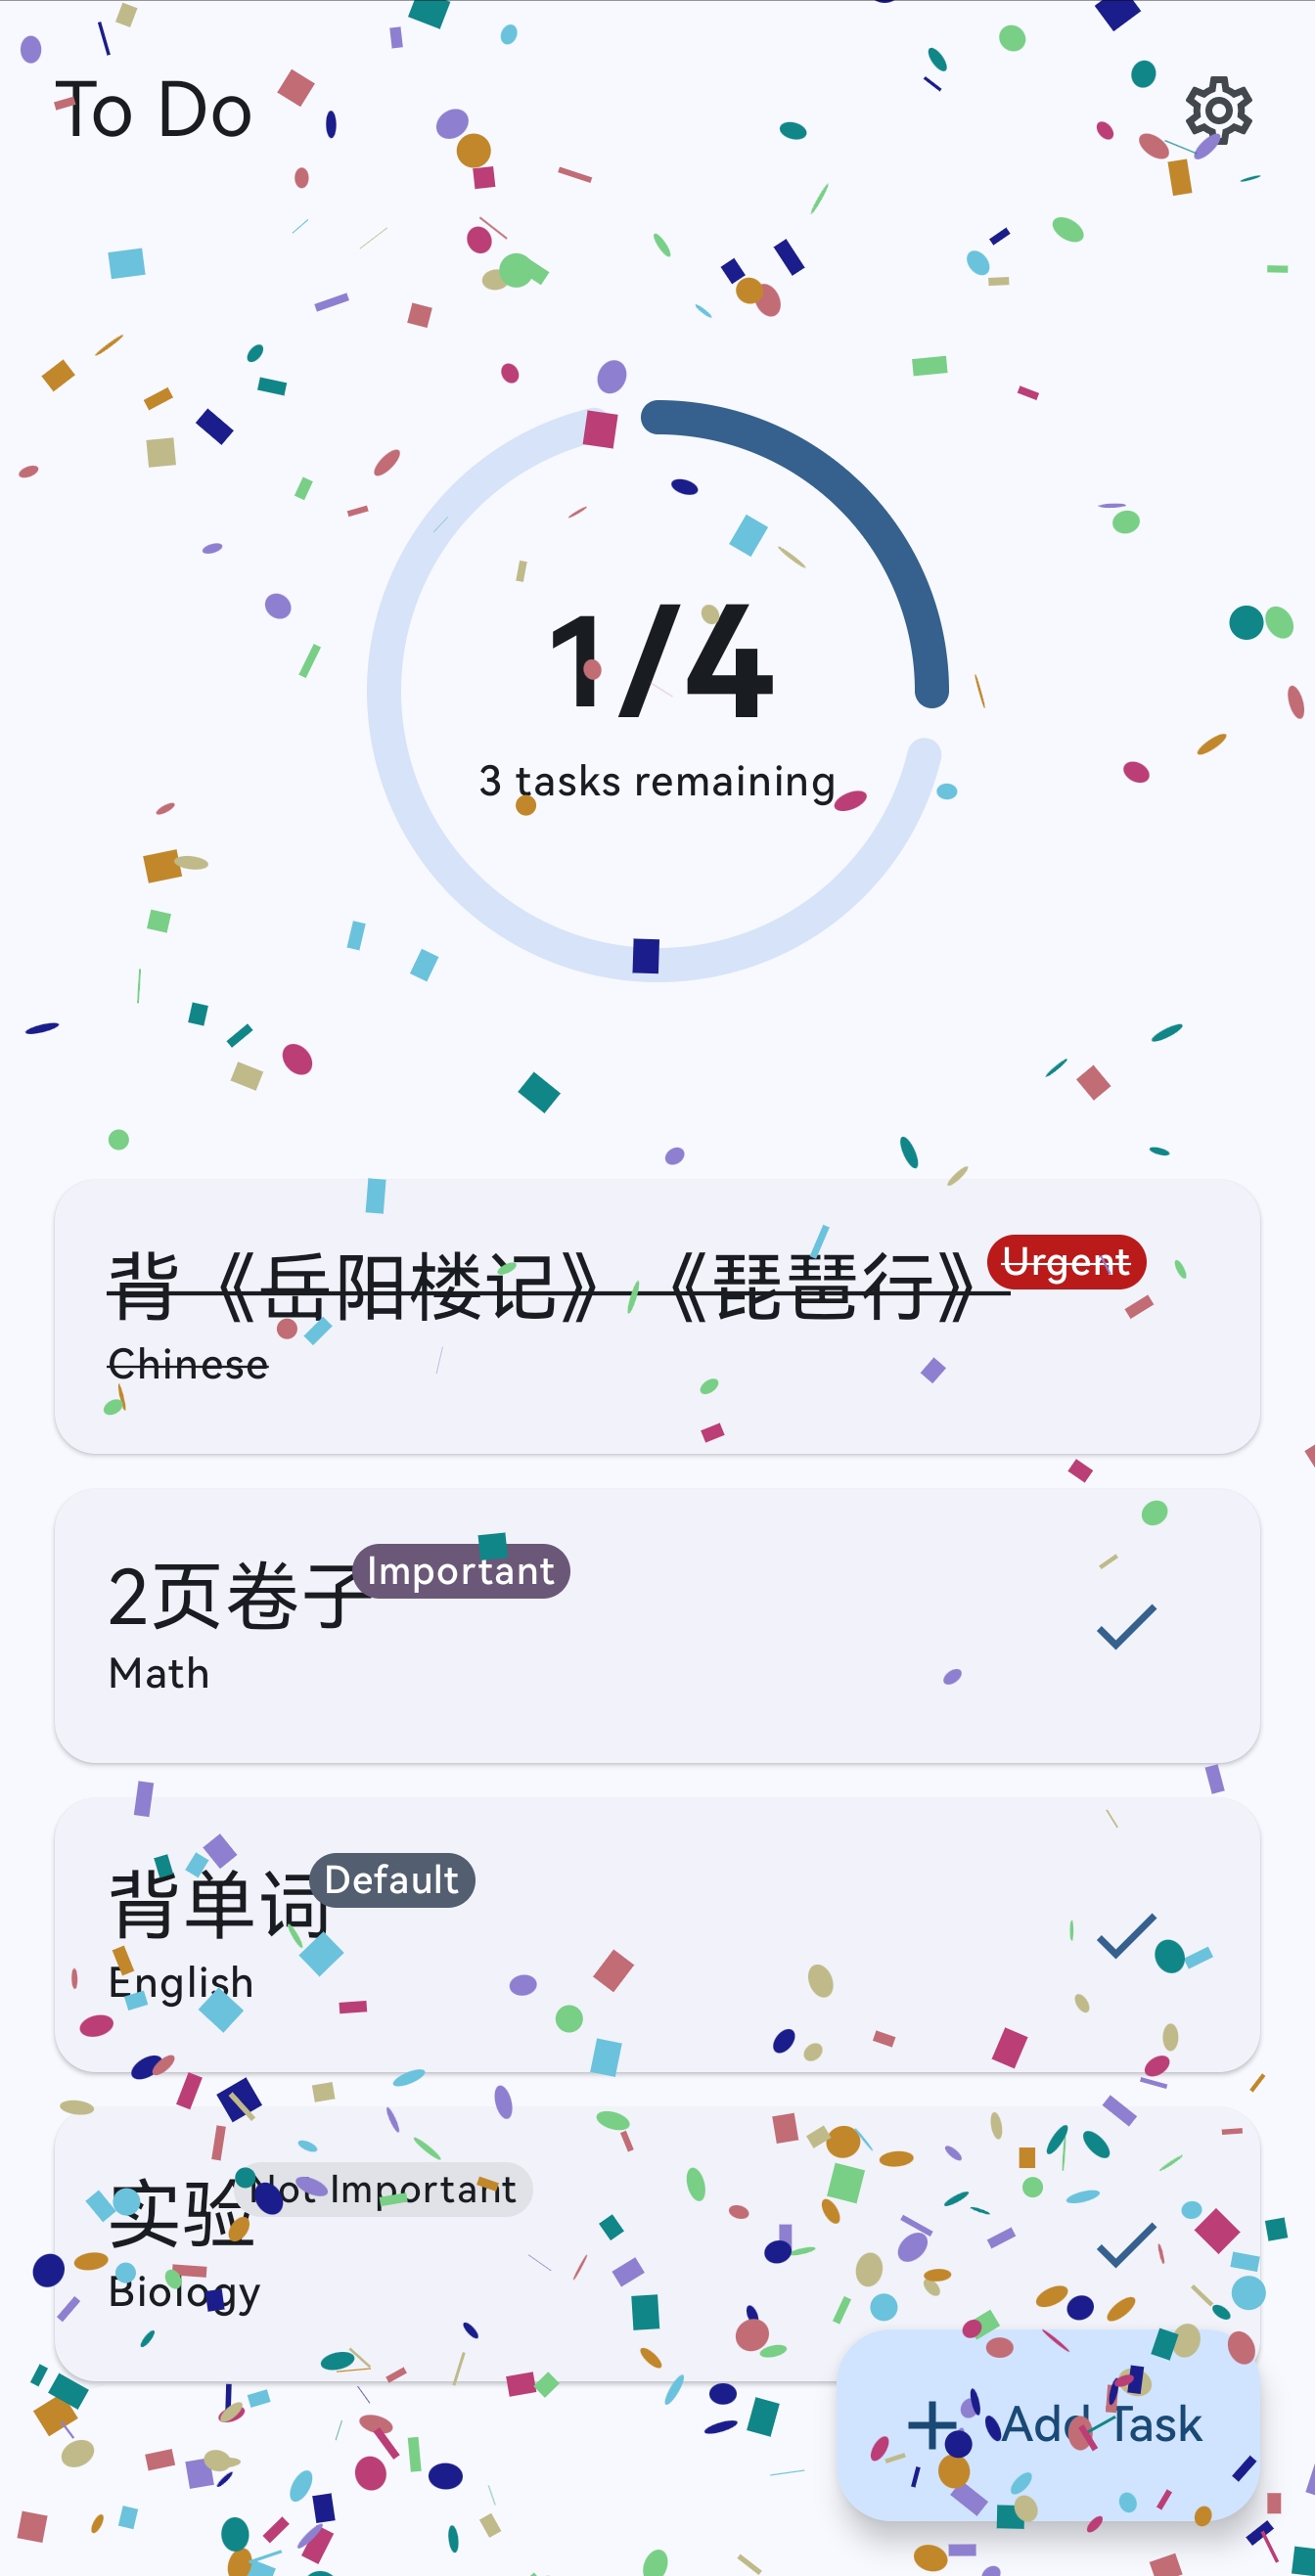 To Do
1/4
3 tasks remaining
背《岳阳楼记》《琵琶行》 Urgent
Chinese
2页卷子 Important
Math
背单词 Default
English
实验 Not Important
Biology
+ Add Task